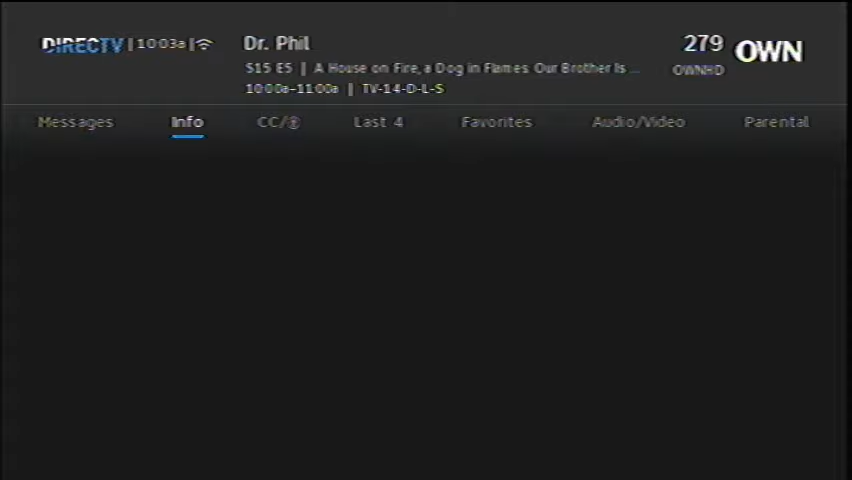 DIRECTV | 10:03a |
Dr. Phil
S15 E5 | A House on Fire, a Dog in Flames: Our Brother Is ...
10:00a-11:00a | TV-14-D-L-S
279
OWNHD
OWN
Messages Info CC/ Last 4 Favorites Audio/Video Parental